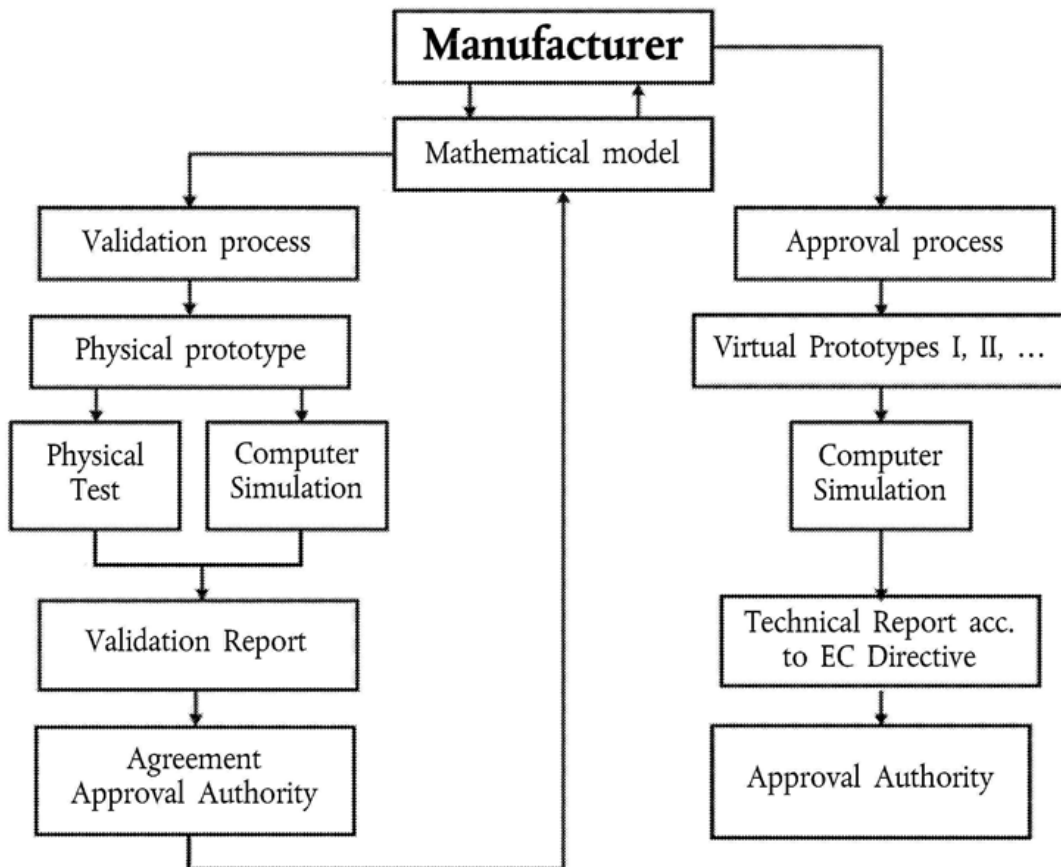 Manufacturer
Mathematical model
Validation process
Approval process
Physical prototype
Virtual Prototypes I, II, …
Physical
Test
Computer
Simulation
Computer
Simulation
Validation Report
Technical Report acc.
to EC Directive
Agreement
Approval Authority
Approval Authority